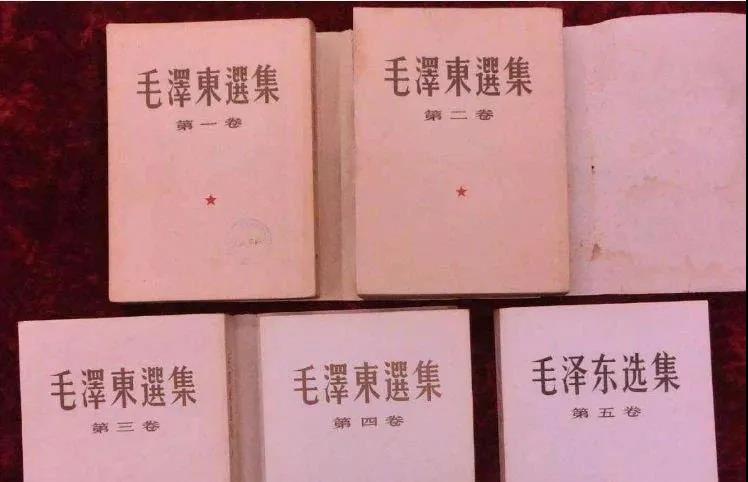 毛澤東選集
第一卷
毛澤東選集
第二卷
毛澤東選集
第三卷
毛澤東選集
第四卷
毛泽东选集
第五卷